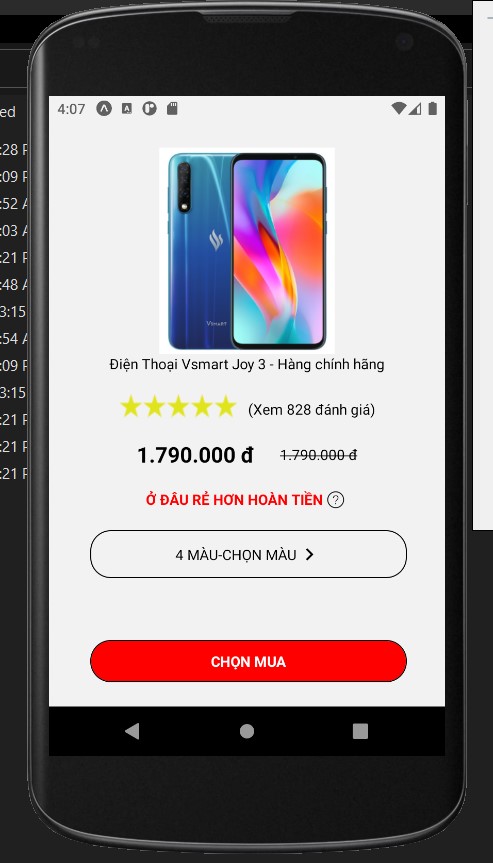 ed
:28 F
:09 F
:52 A
:03 A
:21 F
:48 A
3:15
:54 A
:09 F
3:15
:21 F
:21 F
:21 F
4:07
Vsmart
Điện Thoại Vsmart Joy 3 - Hàng chính hãng
(Xem 828 đánh giá)
1.790.000 đ 1.790.000 đ
Ở ĐÂU RẺ HƠN HOÀN TIỀN ?
4 MÀU-CHỌN MÀU
CHỌN MUA